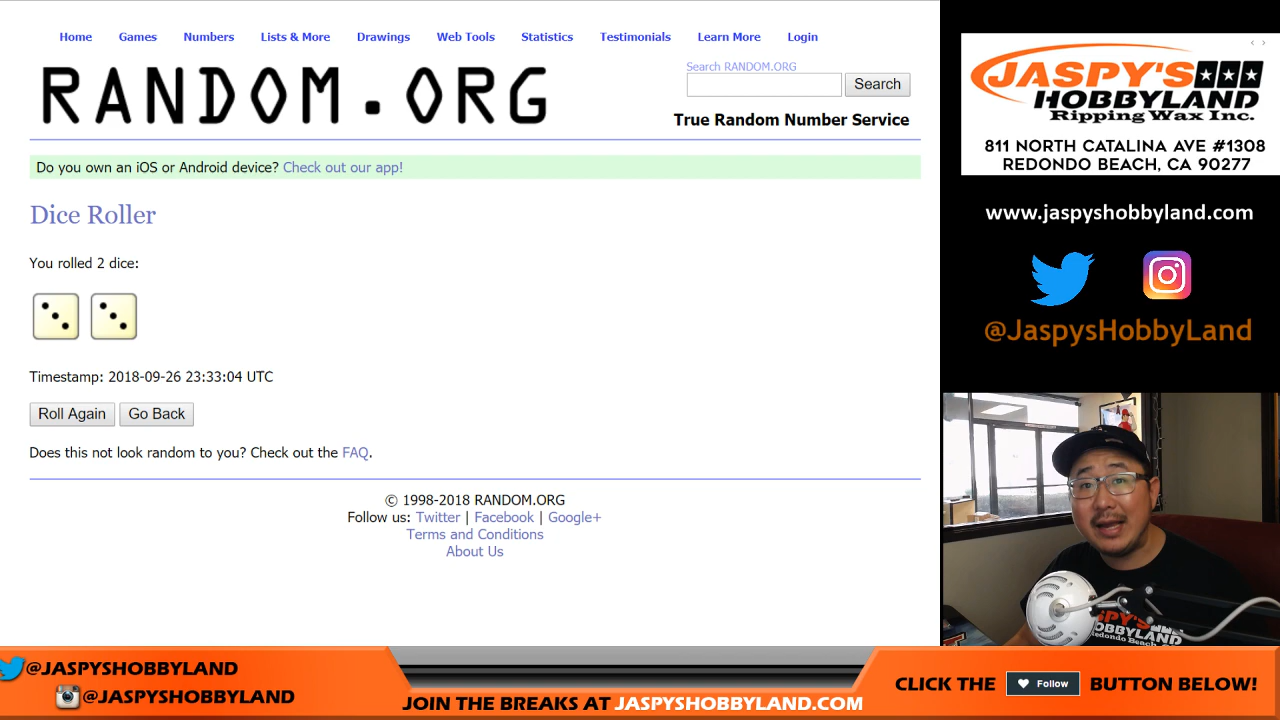 Home Games Numbers Lists & More Drawings Web Tools Statistics Testimonials Learn More Login
RANDOM.ORG
Search RANDOM.ORG
Search
True Random Number Service
Do you own an iOS or Android device? Check out our app!
Dice Roller
You rolled 2 dice:
Timestamp: 2018-09-26 23:33:04 UTC
Roll Again Go Back
Does this not look random to you? Check out the FAQ.
© 1998-2018 RANDOM.ORG
Follow us: Twitter | Facebook | Google+
Terms and Conditions
About Us
JASPY'S
HOBBYLAND
Ripping Wax Inc.
811 NORTH CATALINA AVE #1308
REDONDO BEACH, CA 90277
www.jaspyshobbyland.com
@JaspysHobbyLand
HOBBYLAND
Redondo Beach,
@JASPYSHOBBYLAND
@JASPYSHOBBYLAND
JOIN THE BREAKS AT JASPYSHOBBYLAND.COM
CLICK THE Follow BUTTON BELOW!